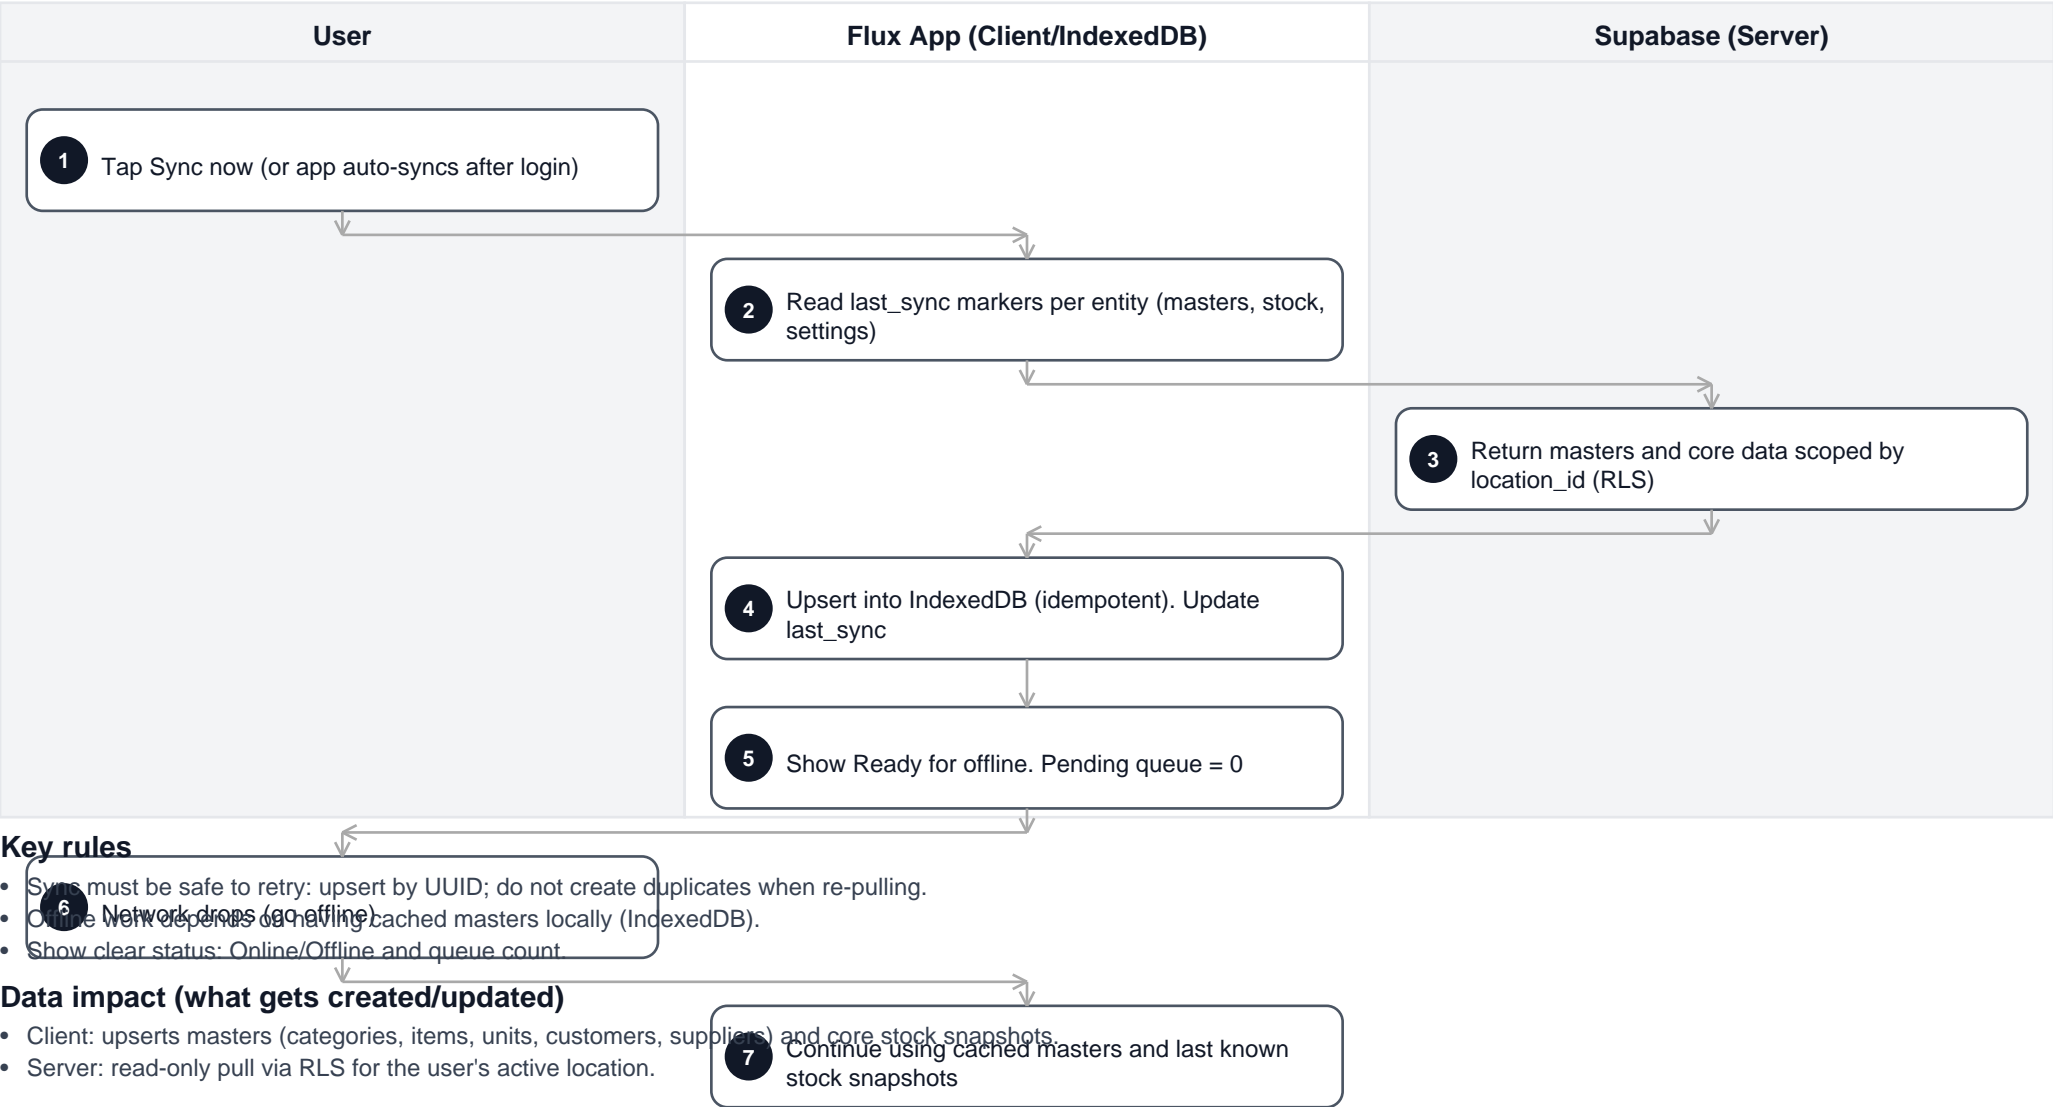 User
Flux App (Client/IndexedDB)
Supabase (Server)
1
Tap Sync now (or app auto-syncs after login)
2
Read last_sync markers per entity (masters, stock,
settings)
3
Return masters and core data scoped by
location_id (RLS)
4
Upsert into IndexedDB (idempotent). Update
last_sync
5
Show Ready for offline. Pending queue = 0
Key rules
• Sync must be safe to retry: upsert by UUID; do not create duplicates when re-pulling.
6
Network drops (go offline)
• Offline work depends on having cached masters locally (IndexedDB).
• Show clear status: Online/Offline and queue count.
Data impact (what gets created/updated)
• Client: upserts masters (categories, items, units, customers, suppliers) and core stock snapshots.
7
Continue using cached masters and last known
stock snapshots
• Server: read-only pull via RLS for the user's active location.